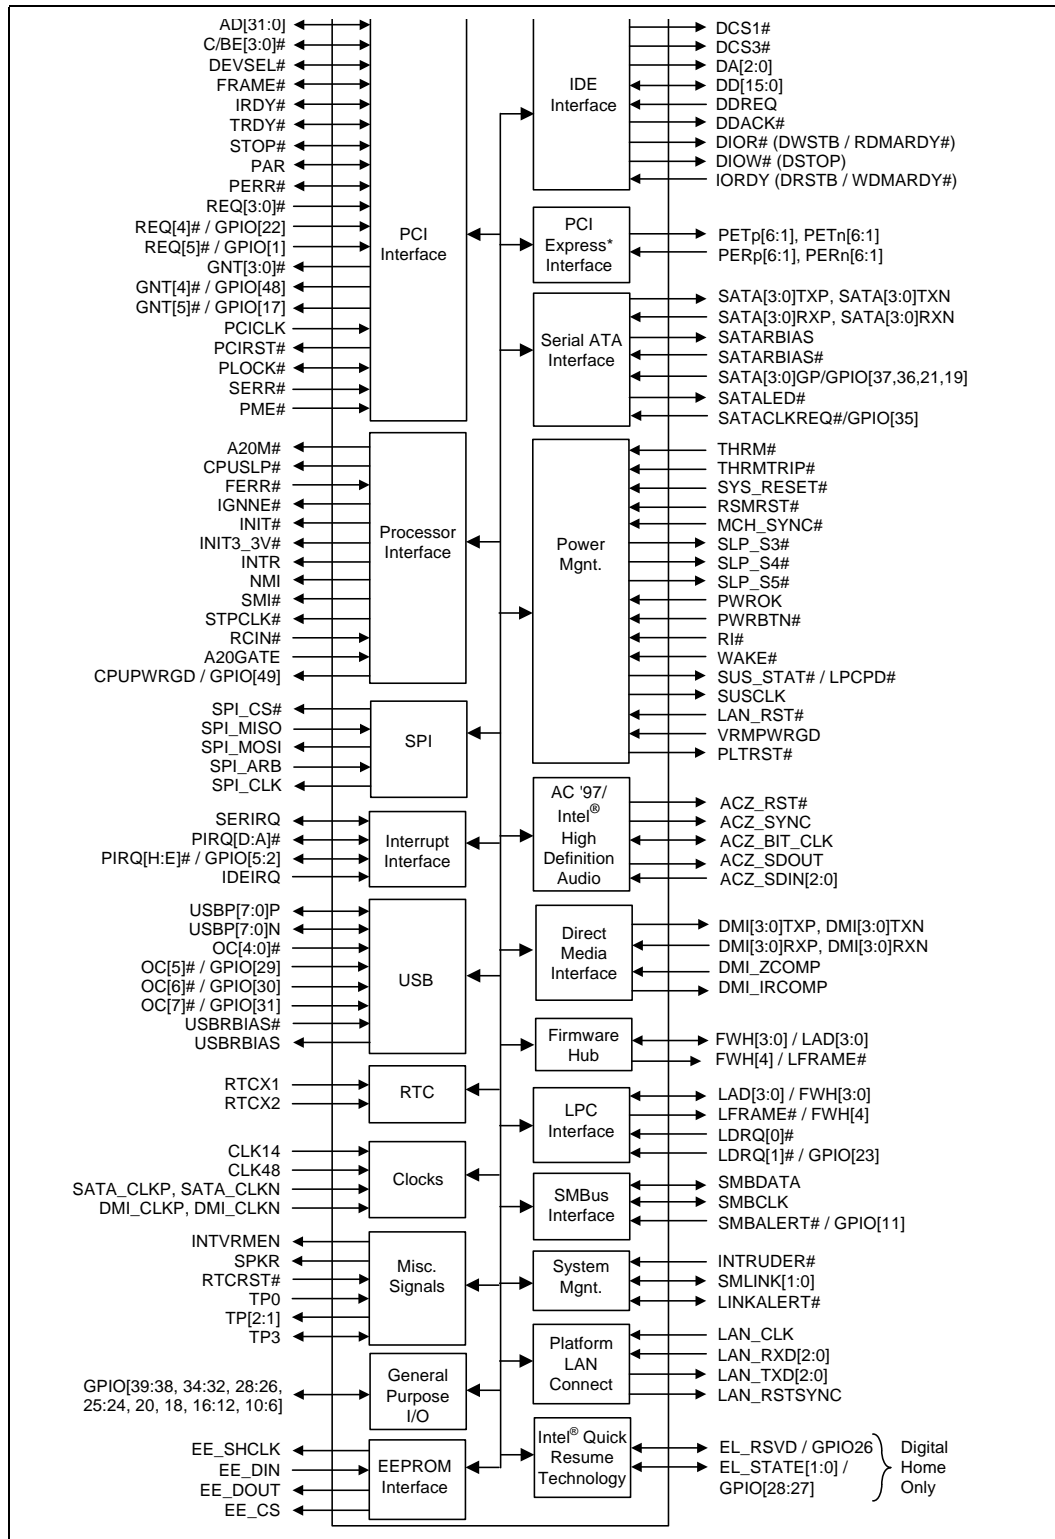 AD[31:0]
C/BE[3:0]#
DEVSEL#
FRAME#
IRDY#
TRDY#
STOP#
PAR
PERR#
REQ[3:0]#
REQ[4]# / GPIO[22]
REQ[5]# / GPIO[1]
GNT[3:0]#
GNT[4]# / GPIO[48]
GNT[5]# / GPIO[17]
PCICLK
PCIRST#
PLOCK#
SERR#
PME#
PCI
Interface
A20M#
CPUSLP#
FERR#
IGNNE#
INIT#
INIT3_3V#
INTR
NMI
SMI#
STPCLK#
RCIN#
A20GATE
CPUPWRGD / GPIO[49]
Processor
Interface
SPI_CS#
SPI_MISO
SPI_MOSI
SPI_ARB
SPI_CLK
SPI
SERIRQ
PIRQ[D:A]#
PIRQ[H:E]# / GPIO[5:2]
IDEIRQ
Interrupt
Interface
USBP[7:0]P
USBP[7:0]N
OC[4:0]#
OC[5]# / GPIO[29]
OC[6]# / GPIO[30]
OC[7]# / GPIO[31]
USBRBIAS#
USBRBIAS
USB
RTCX1
RTCX2
RTC
CLK14
CLK48
SATA_CLKP, SATA_CLKN
DMI_CLKP, DMI_CLKN
Clocks
INTVRMEN
SPKR
RTCRST#
TP0
TP[2:1]
TP3
Misc.
Signals
GPIO[39:38, 34:32, 28:26,
25:24, 20, 18, 16:12, 10:6]
General
Purpose
I/O
EE_SHCLK
EE_DIN
EE_DOUT
EE_CS
EEPROM
Interface
IDE
Interface
DCS1#
DCS3#
DA[2:0]
DD[15:0]
DDREQ
DDACK#
DIOR# (DWSTB / RDMARDY#)
DIOW# (DSTOP)
IORDY (DRSTB / WDMARDY#)
PCI
Express*
Interface
PETp[6:1], PETn[6:1]
PERp[6:1], PERn[6:1]
Serial ATA
Interface
SATA[3:0]TXP, SATA[3:0]TXN
SATA[3:0]RXP, SATA[3:0]RXN
SATARBIAS
SATARBIAS#
SATA[3:0]GP/GPIO[37,36,21,19]
SATALED#
SATACLKREQ#/GPIO[35]
Power
Mgnt.
THRM#
THRMTRIP#
SYS_RESET#
RSMRST#
MCH_SYNC#
SLP_S3#
SLP_S4#
SLP_S5#
PWROK
PWRBTN#
RI#
WAKE#
SUS_STAT# / LPCPD#
SUSCLK
LAN_RST#
VRMPWRGD
PLTRST#
AC '97/
Intel®
High
Definition
Audio
ACZ_RST#
ACZ_SYNC
ACZ_BIT_CLK
ACZ_SDOUT
ACZ_SDIN[2:0]
Direct
Media
Interface
DMI[3:0]TXP, DMI[3:0]TXN
DMI[3:0]RXP, DMI[3:0]RXN
DMI_ZCOMP
DMI_IRCOMP
Firmware
Hub
FWH[3:0] / LAD[3:0]
FWH[4] / LFRAME#
LPC
Interface
LAD[3:0] / FWH[3:0]
LFRAME# / FWH[4]
LDRQ[0]#
LDRQ[1]# / GPIO[23]
SMBus
Interface
SMBDATA
SMBCLK
SMBALERT# / GPIO[11]
System
Mgnt.
INTRUDER#
SMLINK[1:0]
LINKALERT#
Platform
LAN
Connect
LAN_CLK
LAN_RXD[2:0]
LAN_TXD[2:0]
LAN_RSTSYNC
Intel® Quick
Resume
Technology
EL_RSVD / GPIO26
EL_STATE[1:0] /
GPIO[28:27]
Digital
Home
Only